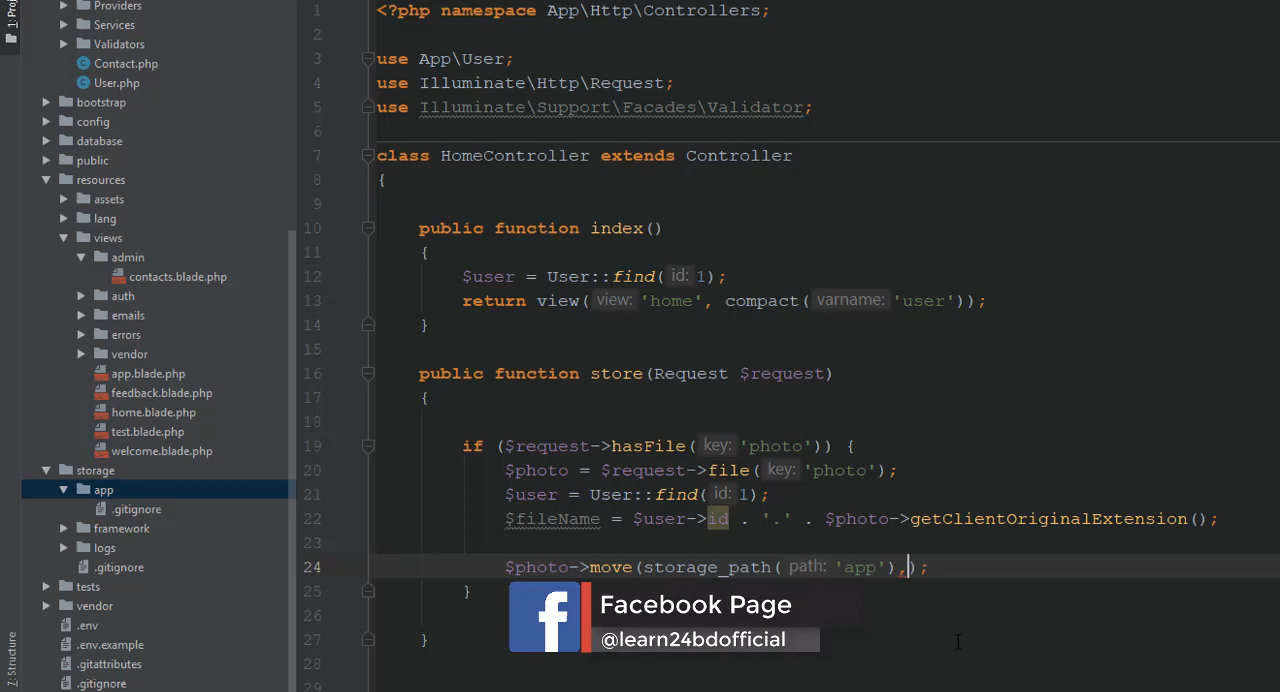 1: Proj
Providers
Services
Validators
Contact.php
User.php
bootstrap
config
database
public
resources
assets
lang
views
admin
contacts.blade.php
auth
emails
errors
vendor
app.blade.php
feedback.blade.php
home.blade.php
test.blade.php
welcome.blade.php
storage
app
.gitignore
framework
logs
.gitignore
tests
vendor
.env
.env.example
.gitattributes
.gitignore
Z: Structure
1 <?php namespace App\Http\Controllers;
2
3 use App\User;
4 use Illuminate\Http\Request;
5 use Illuminate\Support\Facades\Validator;
6
7 class HomeController extends Controller
8 {
9
10 public function index()
11 {
12 $user = User::find( id: 1);
13 return view( view: 'home', compact( varname: 'user'));
14 }
15
16 public function store(Request $request)
17 {
18
19 if ($request->hasFile( key: 'photo')) {
20 $photo = $request->file( key: 'photo');
21 $user = User::find( id: 1);
22 $fileName = $user->id . '.' . $photo->getClientOriginalExtension();
23
24 $photo->move(storage_path( path: 'app'),);
25 }
26
27 }
28
29
Facebook Page
@learn24bdofficial